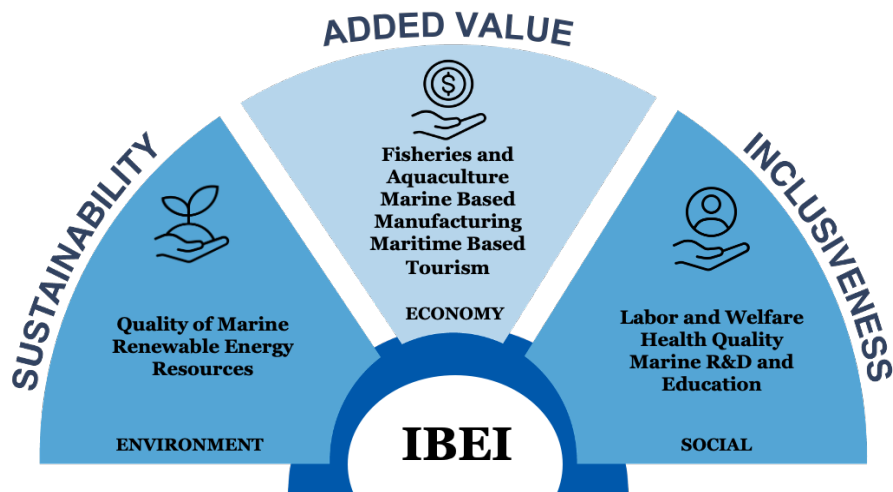 ADDED VALUE
SUSTAINABILITY
INCLUSIVENESS
$
Fisheries and
Aquaculture
Marine Based
Manufacturing
Maritime Based
Tourism
ECONOMY
Quality of Marine
Renewable Energy
Resources
ENVIRONMENT
Labor and Welfare
Health Quality
Marine R&D and
Education
SOCIAL
IBEI